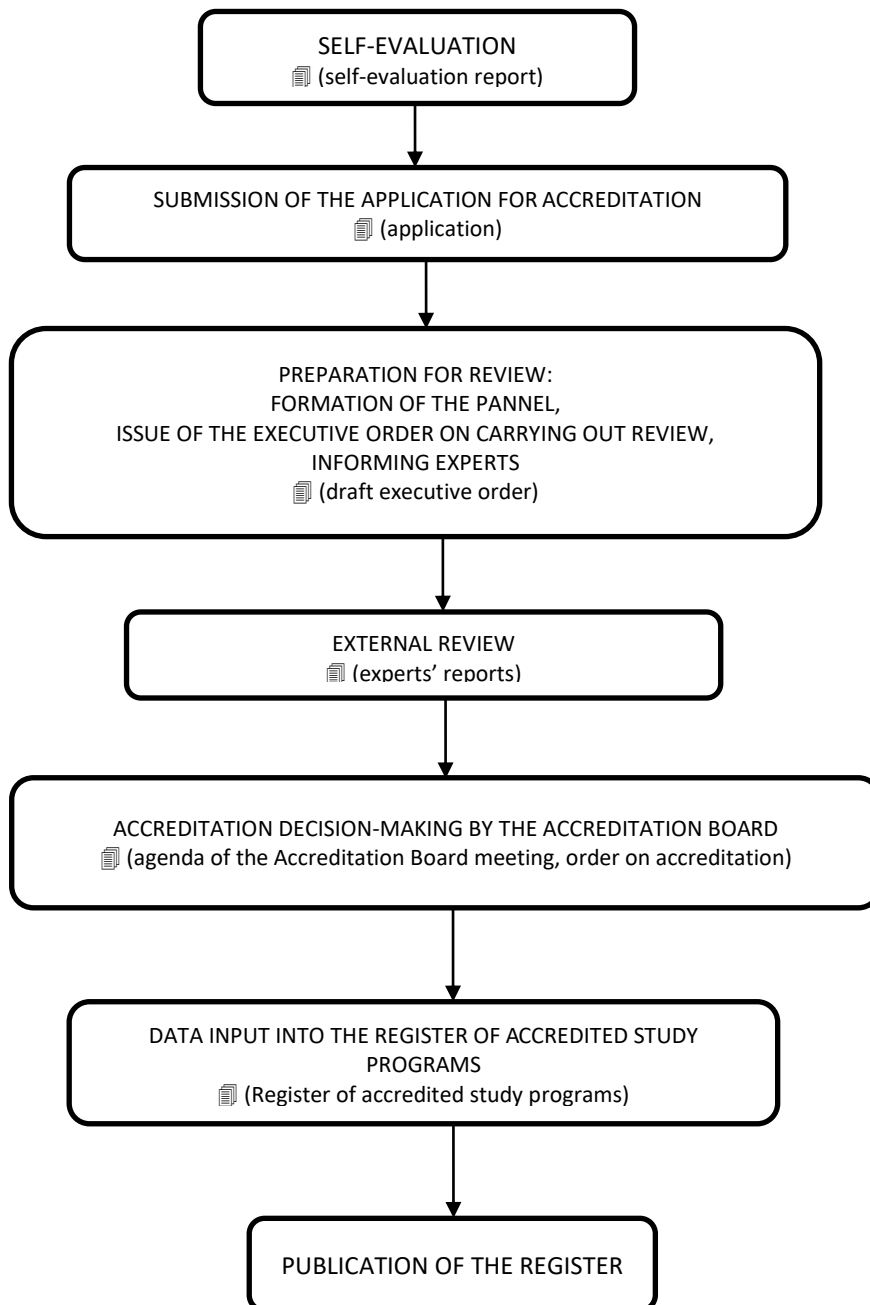 SELF-EVALUATION
(self-evaluation report)
SUBMISSION OF THE APPLICATION FOR ACCREDITATION
(application)
PREPARATION FOR REVIEW:
FORMATION OF THE PANNEL,
ISSUE OF THE EXECUTIVE ORDER ON CARRYING OUT REVIEW,
INFORMING EXPERTS
(draft executive order)
EXTERNAL REVIEW
(experts’ reports)
ACCREDITATION DECISION-MAKING BY THE ACCREDITATION BOARD
(agenda of the Accreditation Board meeting, order on accreditation)
DATA INPUT INTO THE REGISTER OF ACCREDITED STUDY
PROGRAMS
(Register of accredited study programs)
PUBLICATION OF THE REGISTER